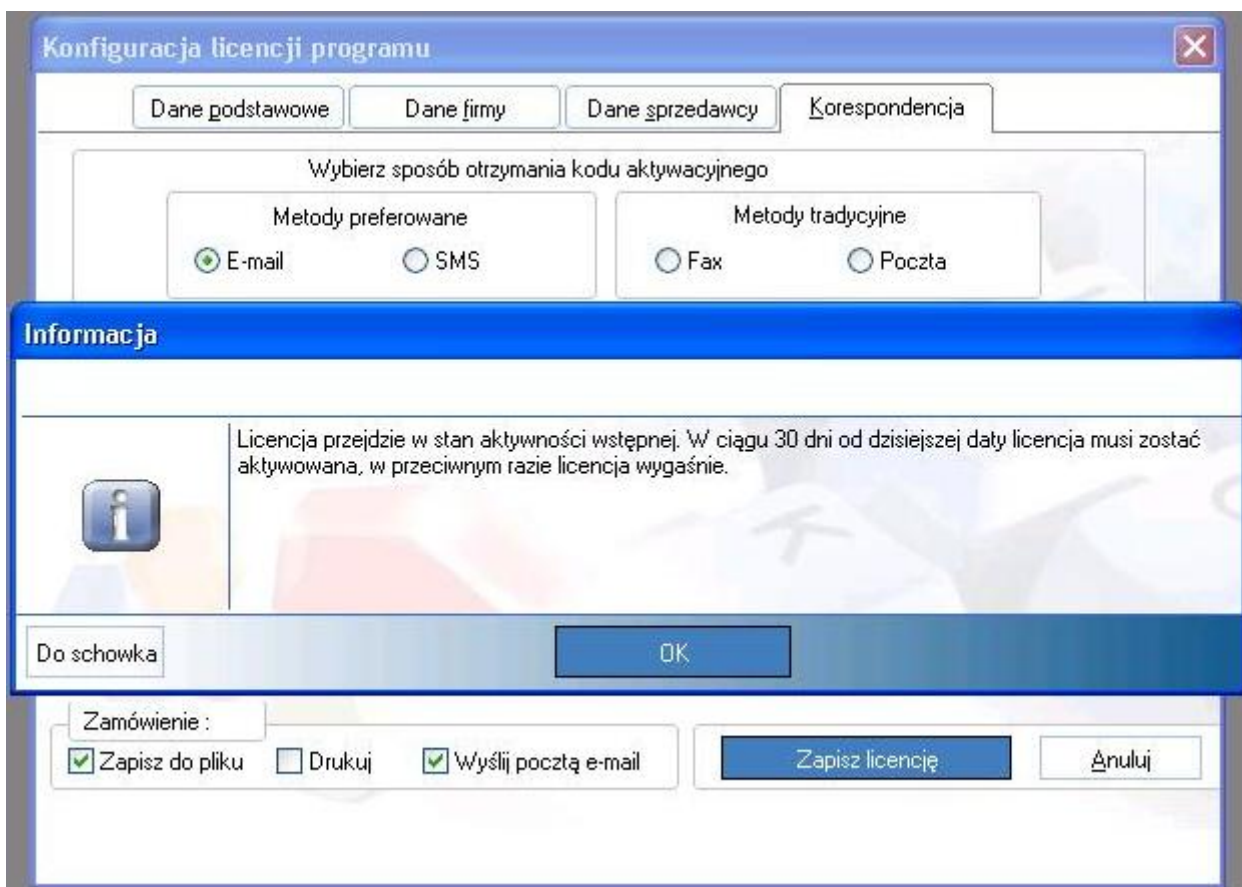 Konfiguracja licencji programu
Dane podstawowe Dane firmy Dane sprzedawcy Korespondencja
Wybierz sposób otrzymania kodu aktywacyjnego
Metody preferowane Metody tradycyjne
E-mail SMS Fax Poczta
Informacja
Licencja przejdzie w stan aktywności wstępnej. W ciągu 30 dni od dzisiejszej daty licencja musi zostać
aktywowana, w przeciwnym razie licencja wygaśnie.
Do schowka OK
Zamówienie :
Zapisz do pliku Drukuj Wyślij pocztą e-mail Zapisz licencję Anuluj